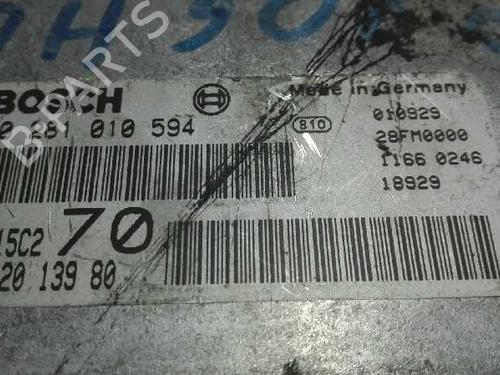 BOSCH
0 281 010 594
Made in Germany
810
010929
28FM0000
1166 0246
18929
15C2 70
20 139 80
B PARTS